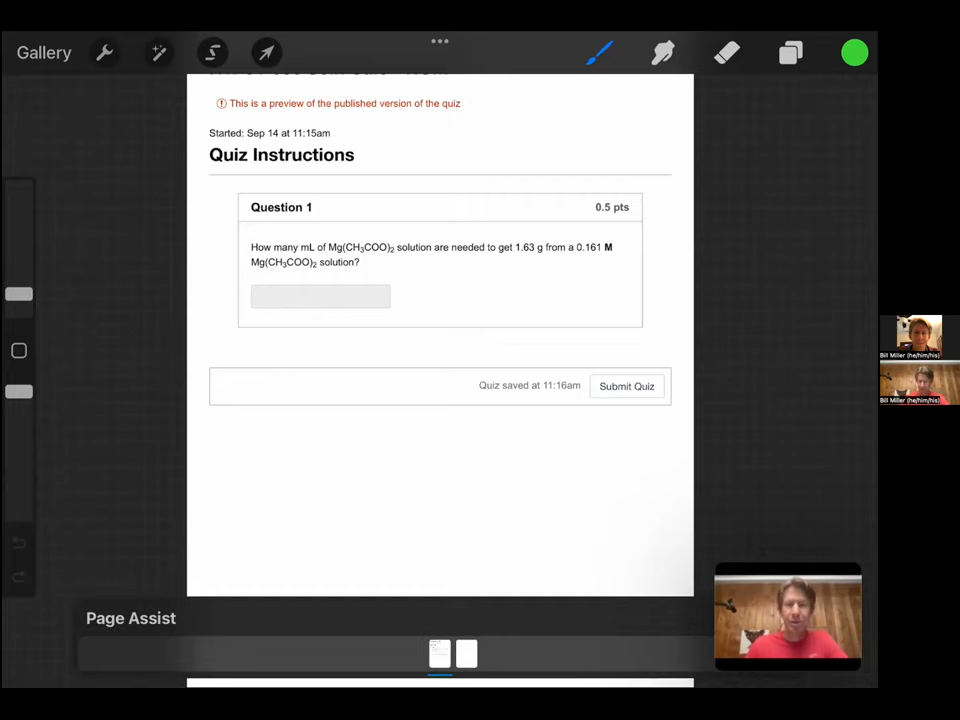 Gallery
This is a preview of the published version of the quiz
Started: Sep 14 at 11:15am
Quiz Instructions
Question 1
0.5 pts
How many mL of Mg(CH₃COO)₂ solution are needed to get 1.63 g from a 0.161 M
Mg(CH₃COO)₂ solution?
Quiz saved at 11:16am
Submit Quiz
Bill Miller (he/him/his)
Bill Miller (he/him/his)
Page Assist